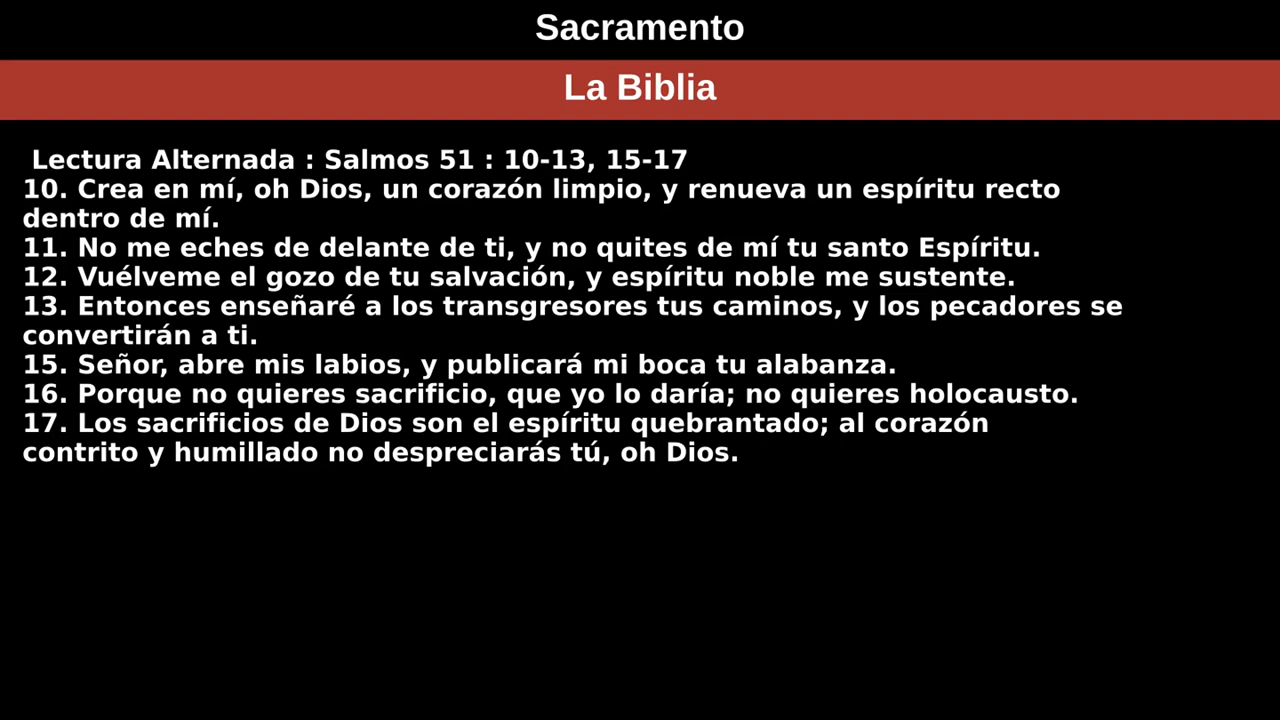 Sacramento
La Biblia
Lectura Alternada : Salmos 51 : 10-13, 15-17
10. Crea en mí, oh Dios, un corazón limpio, y renueva un espíritu recto
dentro de mí.
11. No me eches de delante de ti, y no quites de mí tu santo Espíritu.
12. Vuélveme el gozo de tu salvación, y espíritu noble me sustente.
13. Entonces enseñaré a los transgresores tus caminos, y los pecadores se
convertirán a ti.
15. Señor, abre mis labios, y publicará mi boca tu alabanza.
16. Porque no quieres sacrificio, que yo lo daría; no quieres holocausto.
17. Los sacrificios de Dios son el espíritu quebrantado; al corazón
contrito y humillado no despreciarás tú, oh Dios.